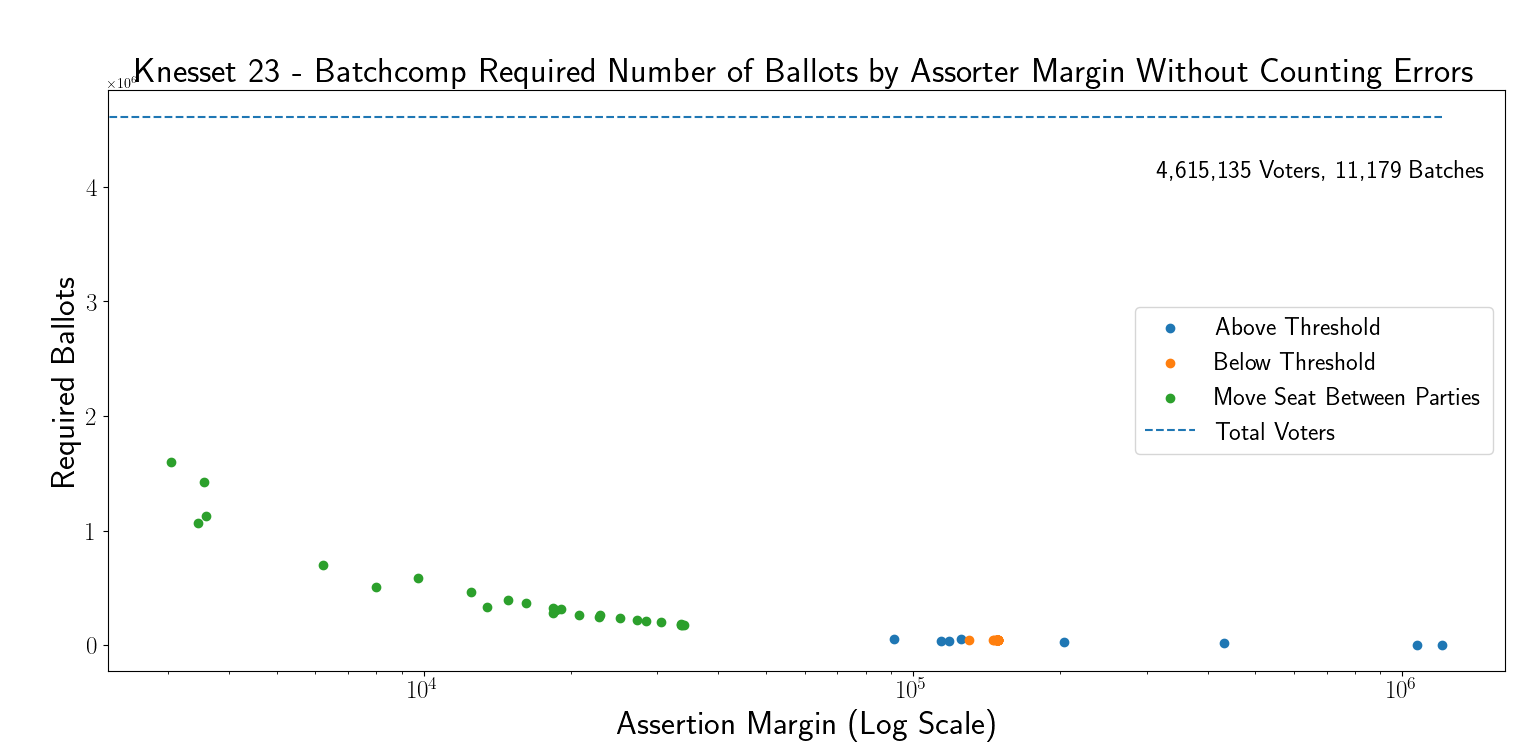 Knesset 23 - Batchcomp Required Number of Ballots by Assorter Margin Without Counting Errors
×10⁶
4,615,135 Voters, 11,179 Batches
4
3
2
1
0
Required Ballots
Above Threshold
Below Threshold
Move Seat Between Parties
Total Voters
10⁴ 10⁵ 10⁶
Assertion Margin (Log Scale)